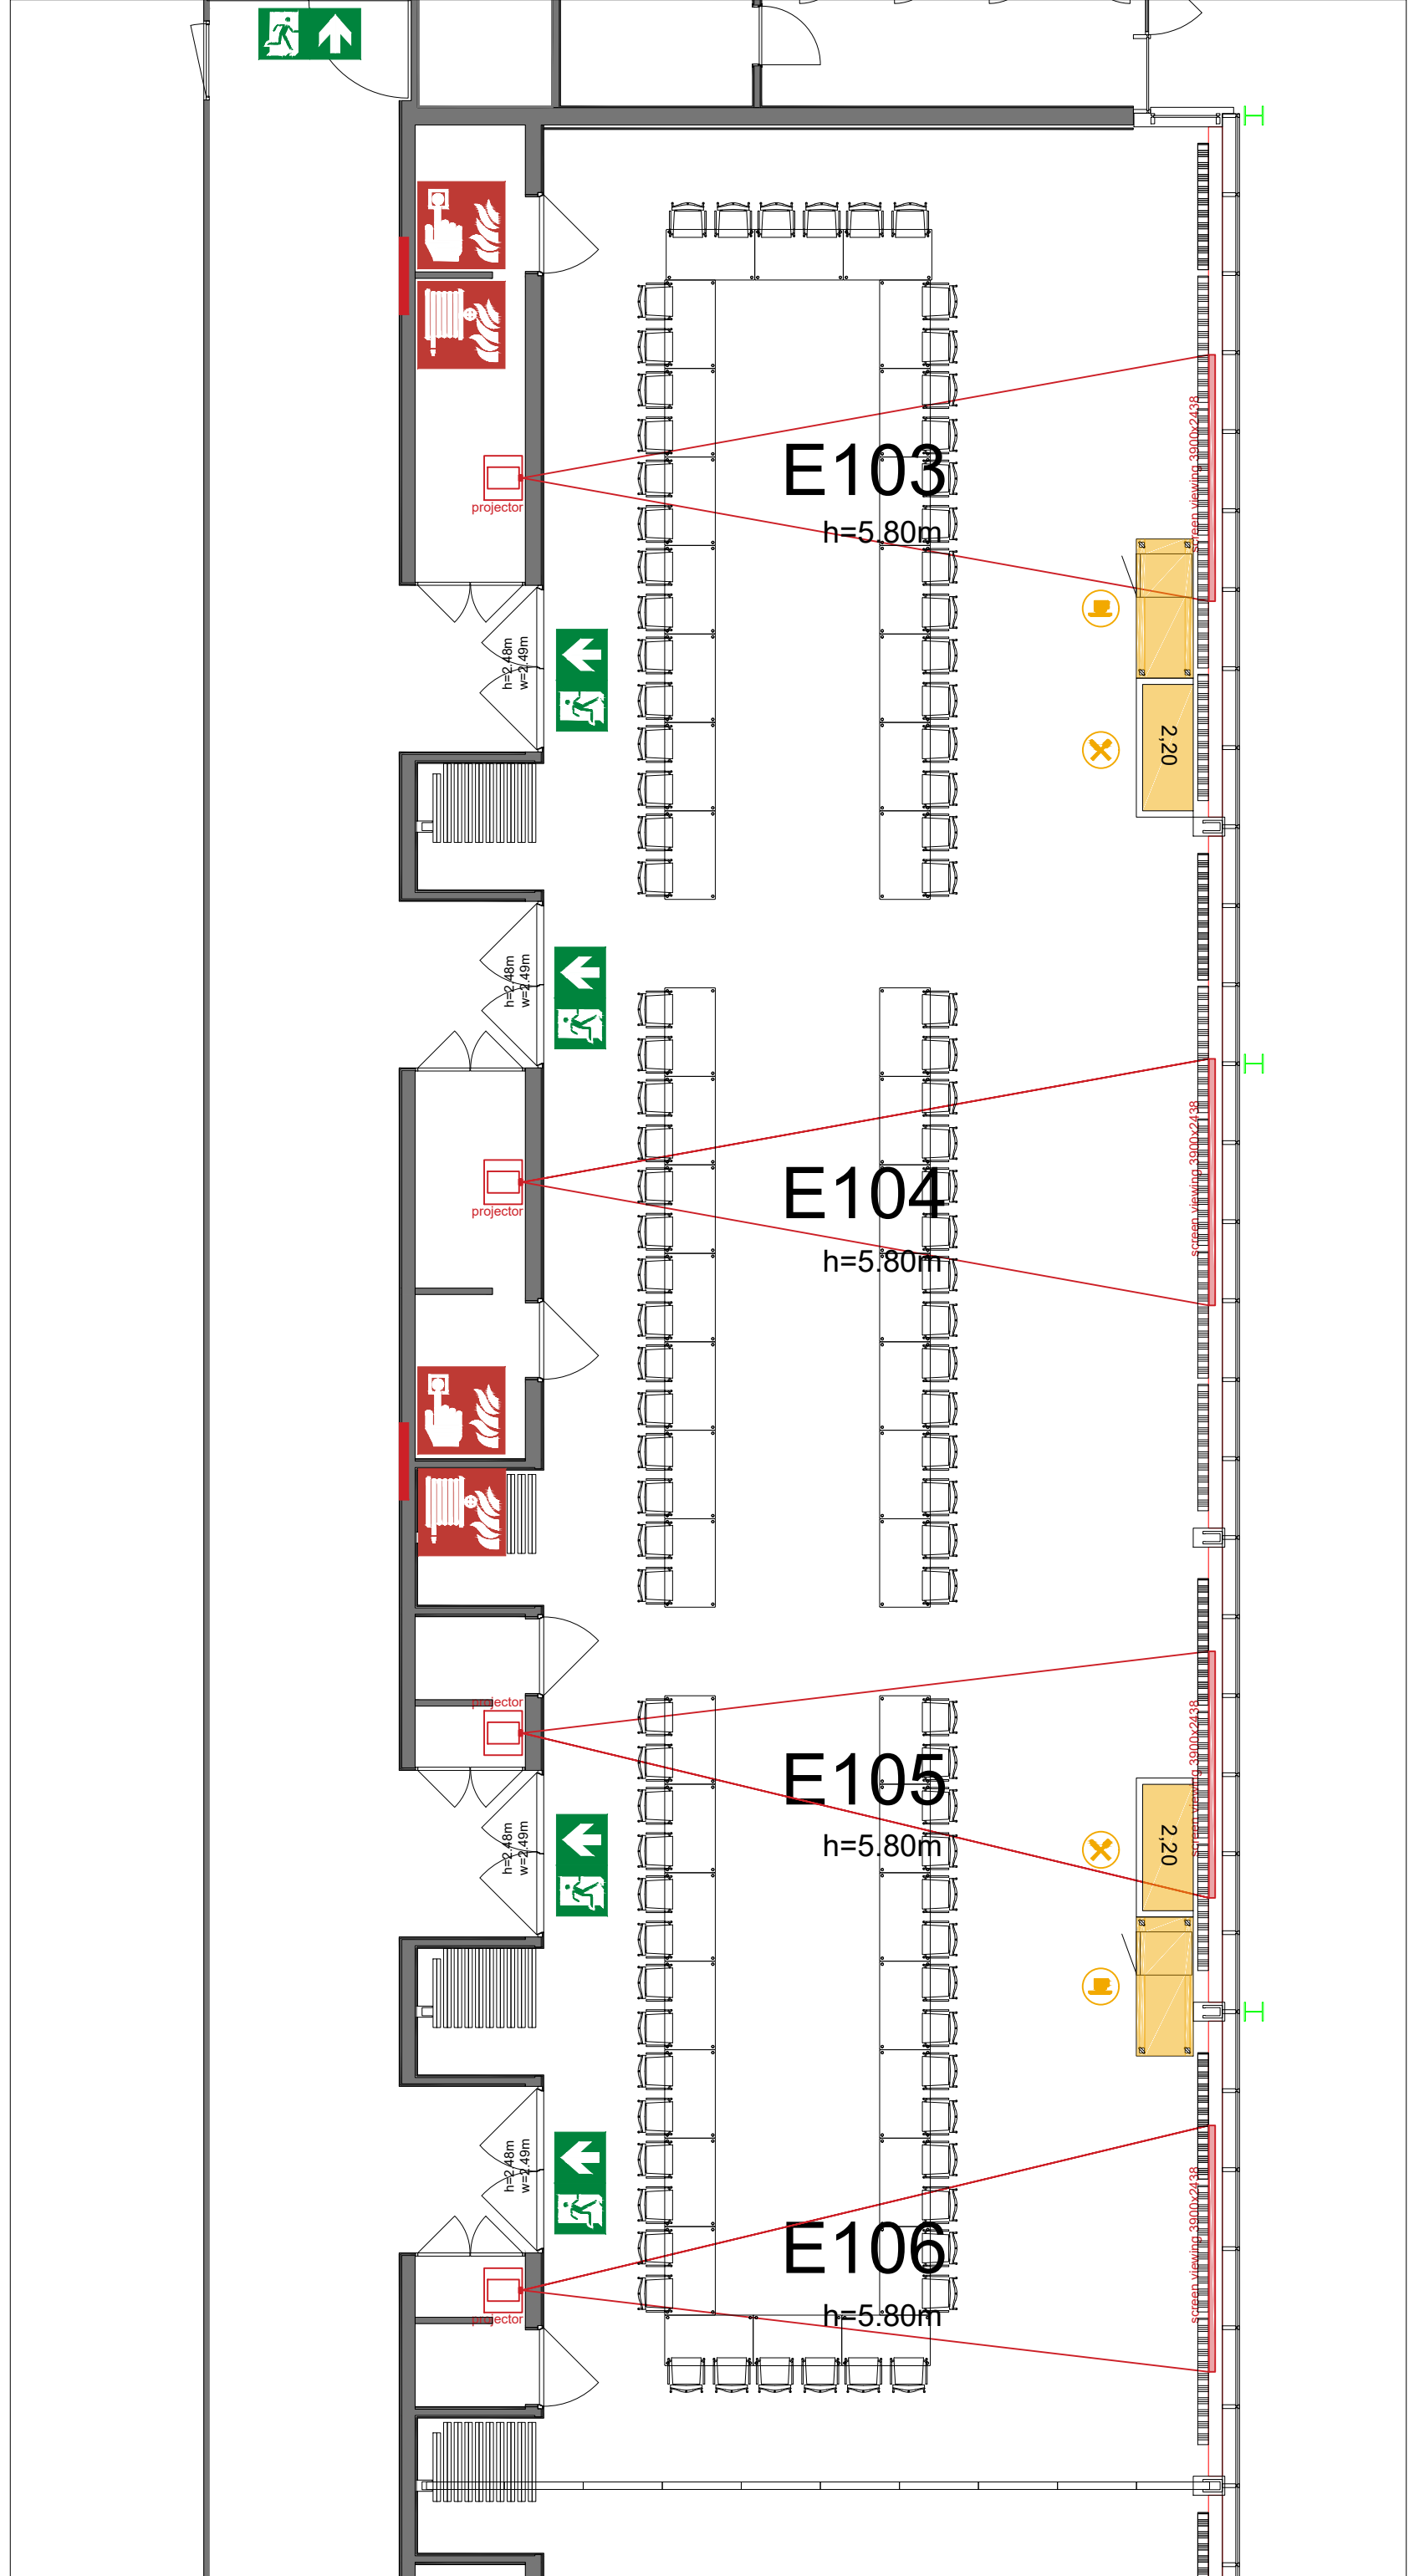 E103
h=5.80m
screen viewing 3900x2438
projector
h=2.48m
w=2.49m
2,20
h=2.48m
w=2.49m
E104
h=5.80m
screen viewing 3900x2438
projector
projector
E105
h=5.80m
screen viewing 3900x2438
h=2.48m
w=2.49m
2,20
h=2.48m
w=2.49m
E106
h=5.80m
screen viewing 3900x2438
projector